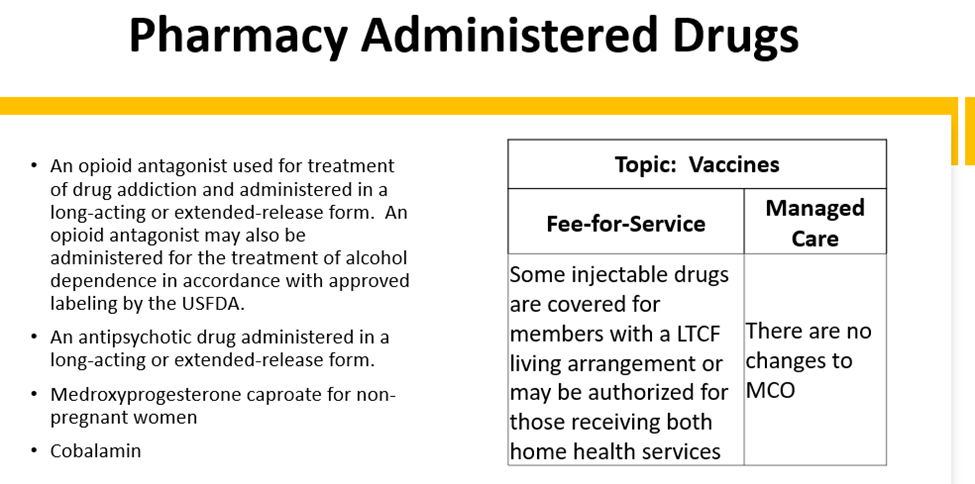 Pharmacy Administered Drugs
• An opioid antagonist used for treatment
of drug addiction and administered in a
long-acting or extended-release form.  An
opioid antagonist may also be
administered for the treatment of alcohol
dependence in accordance with approved
labeling by the USFDA.
• An antipsychotic drug administered in a
long-acting or extended-release form.
• Medroxyprogesterone caproate for non-
pregnant women
• Cobalamin
Topic:  Vaccines
Fee-for-Service
Managed
Care
Some injectable drugs
are covered for
members with a LTCF
living arrangement or
may be authorized for
those receiving both
home health services
There are no
changes to
MCO